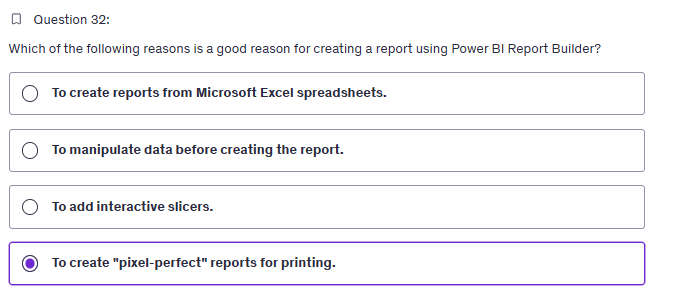 Question 32:
Which of the following reasons is a good reason for creating a report using Power BI Report Builder?
To create reports from Microsoft Excel spreadsheets.
To manipulate data before creating the report.
To add interactive slicers.
To create "pixel-perfect" reports for printing.